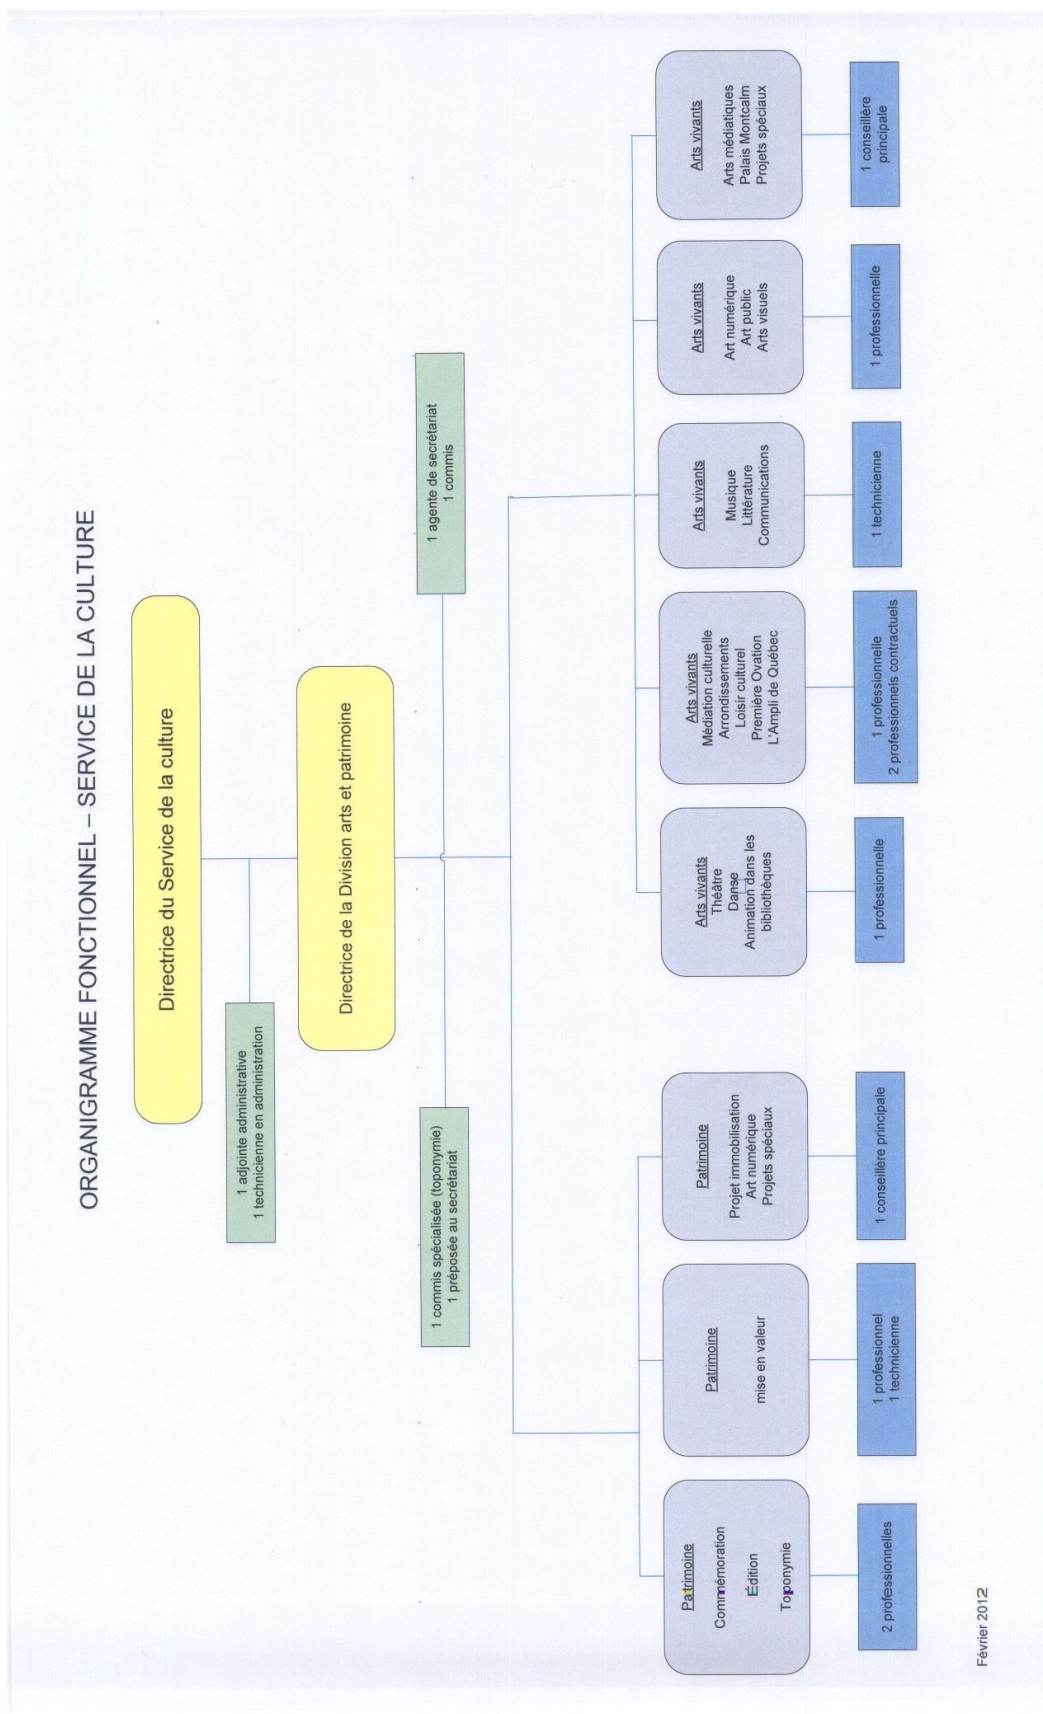 ORGANIGRAMME FONCTIONNEL – SERVICE DE LA CULTURE
Directrice du Service de la culture
1 adjointe administrative
1 technicienne en administration
Directrice de la Division arts et patrimoine
1 commis spécialisée (toponymie)
1 préposée au secrétariat
1 agente de secrétariat
1 commis
Patrimoine
Commémoration
Édition
Toponymie
Patrimoine
mise en valeur
Patrimoine
Projet immobilisation
Art numérique
Projets spéciaux
Arts vivants
Théâtre
Danse
Animation dans les
bibliothèques
Arts vivants
Médiation culturelle
Arrondissements
Loisir culturel
Première Ovation
L'Ampli de Québec
Arts vivants
Musique
Littérature
Communications
Arts vivants
Art numérique
Art public
Arts visuels
Arts vivants
Arts médiatiques
Palais Montcalm
Projets spéciaux
2 professionnelles
1 professionnel
1 technicienne
1 conseillère principale
1 professionnelle
1 professionnelle
2 professionnels contractuels
1 technicienne
1 professionnelle
1 conseillère
principale
Février 2012